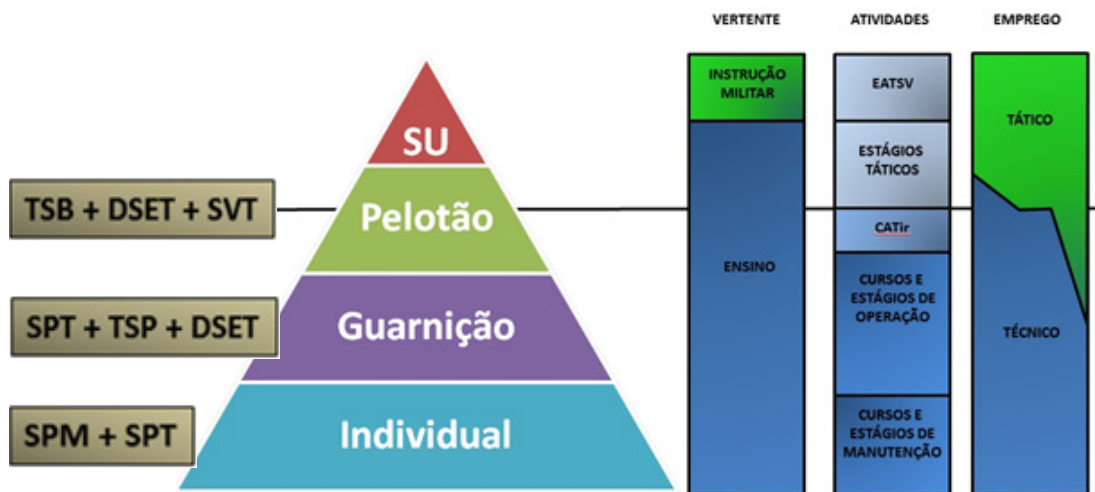 VERTENTE
ATIVIDADES
EMPREGO
SU
Pelotão
Guarnição
Individual
TSB + DSET + SVT
SPT + TSP + DSET
SPM + SPT
INSTRUÇÃO
MILITAR
ENSINO
EATSV
ESTÁGIOS
TÁTICOS
CATir
CURSOS E
ESTÁGIOS DE
OPERAÇÃO
CURSOS E
ESTÁGIOS DE
MANUTENÇÃO
TÁTICO
TÉCNICO